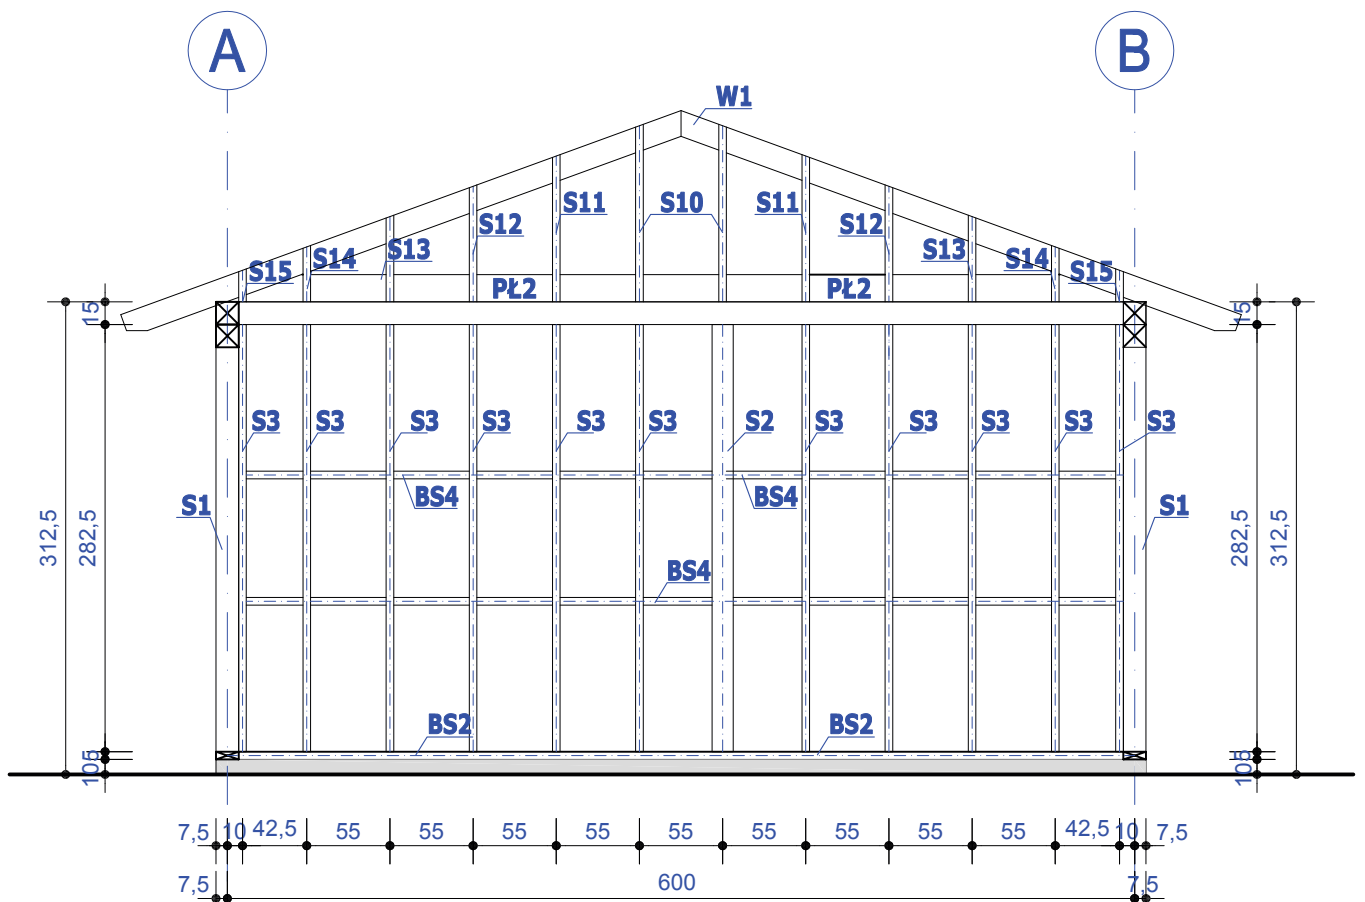 A B
W1
S11 S10 S11
S12 S12
S13 S13
S15 S14 S14 S15
PŁ2 PŁ2
15 15
S3 S3 S3 S3 S3 S3 S2 S3 S3 S3 S3 S3
BS4 BS4
S1 S1
312,5 282,5 282,5 312,5
BS4
BS2 BS2
10 5 10 5
7,5 10 42,5 55 55 55 55 55 55 55 55 55 42,5 10 7,5
7,5 600 7,5